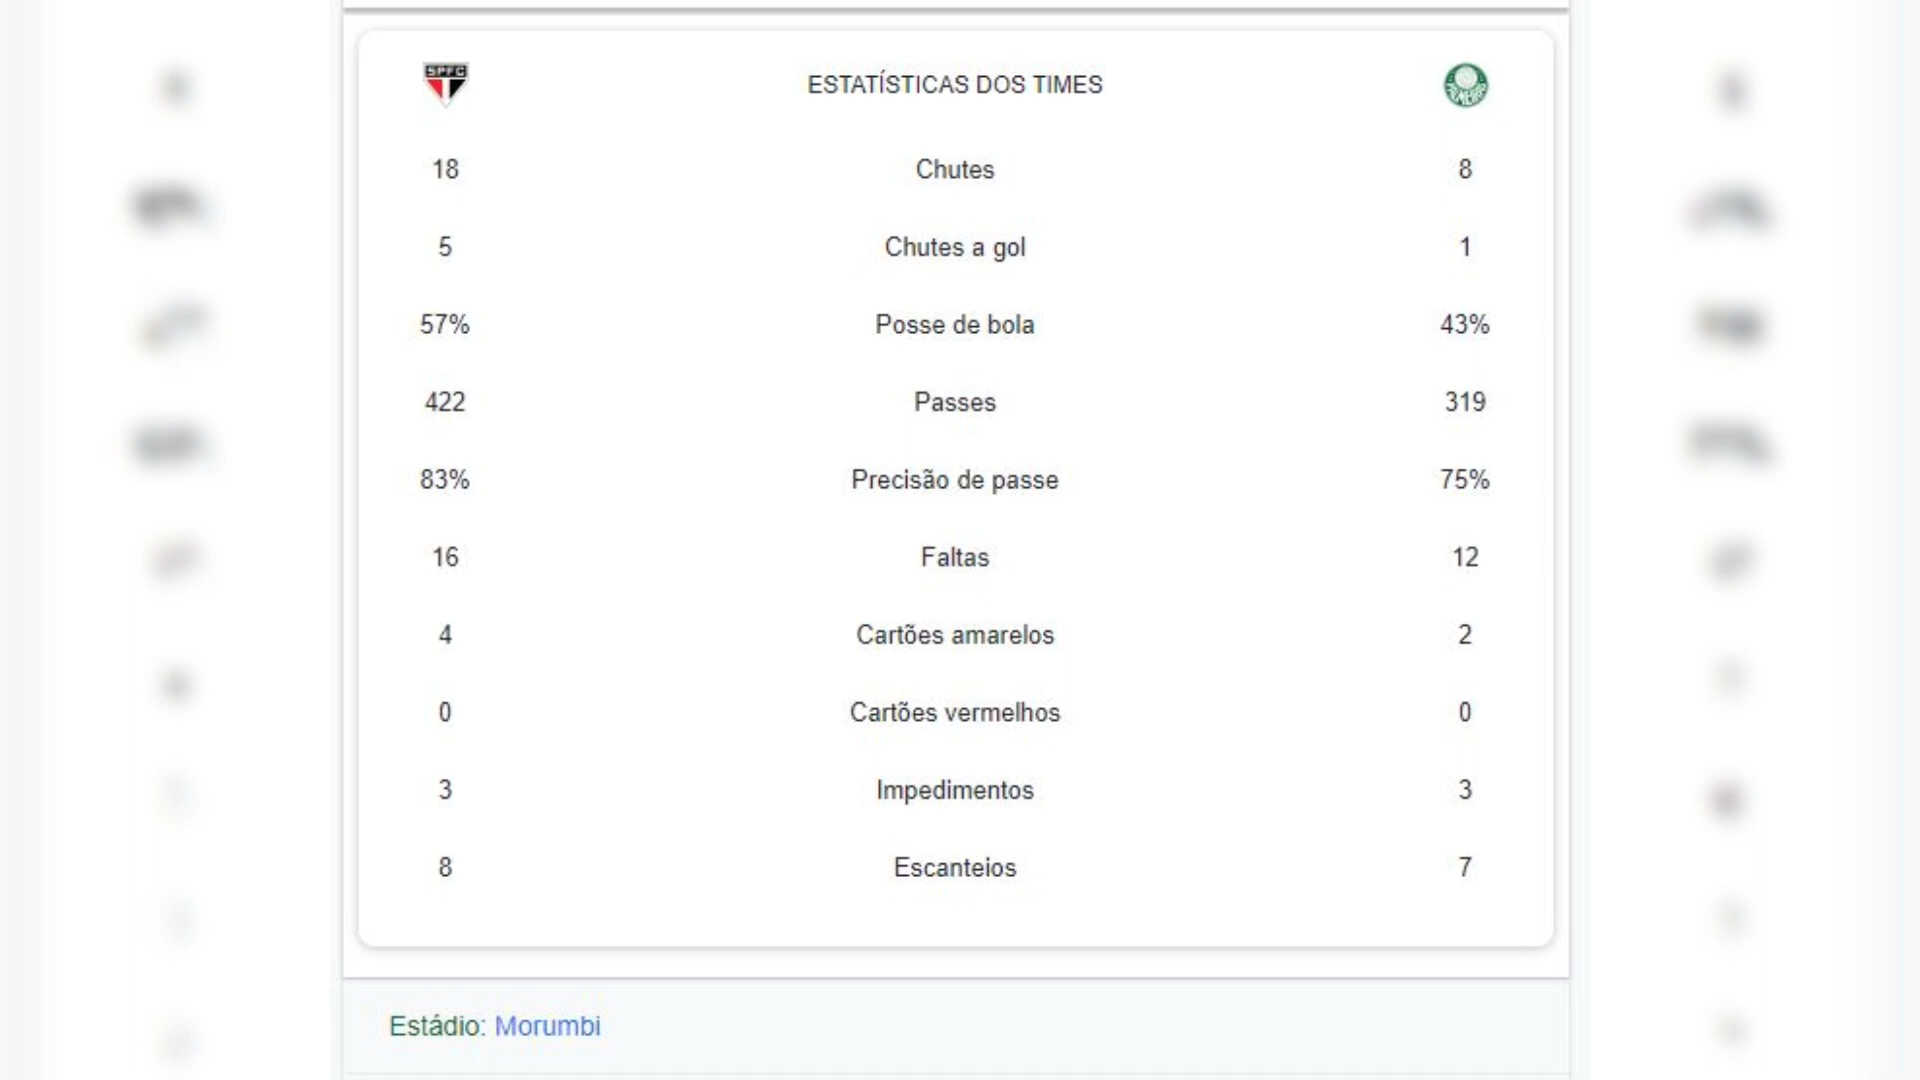 SPFC ESTATÍSTICAS DOS TIMES PALMEIRAS
18 Chutes 8
5 Chutes a gol 1
57% Posse de bola 43%
422 Passes 319
83% Precisão de passe 75%
16 Faltas 12
4 Cartões amarelos 2
0 Cartões vermelhos 0
3 Impedimentos 3
8 Escanteios 7
Estádio: Morumbi